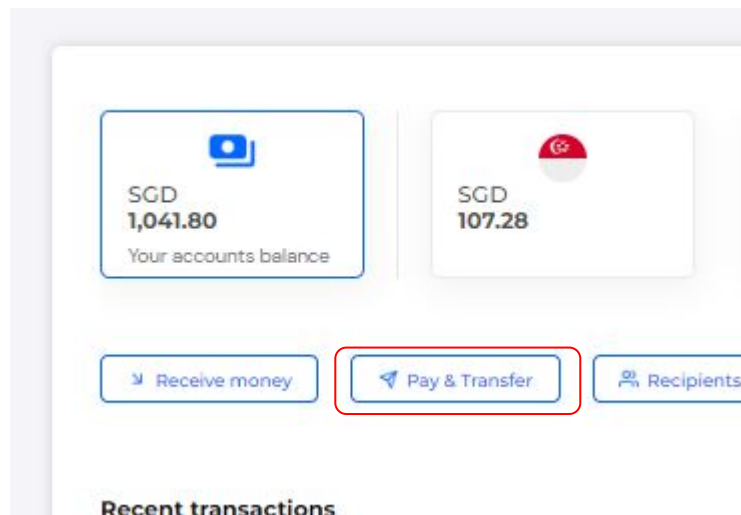 SGD
1,041.80
Your accounts balance
SGD
107.28
Receive money
Pay & Transfer
Recipients
Recent transactions